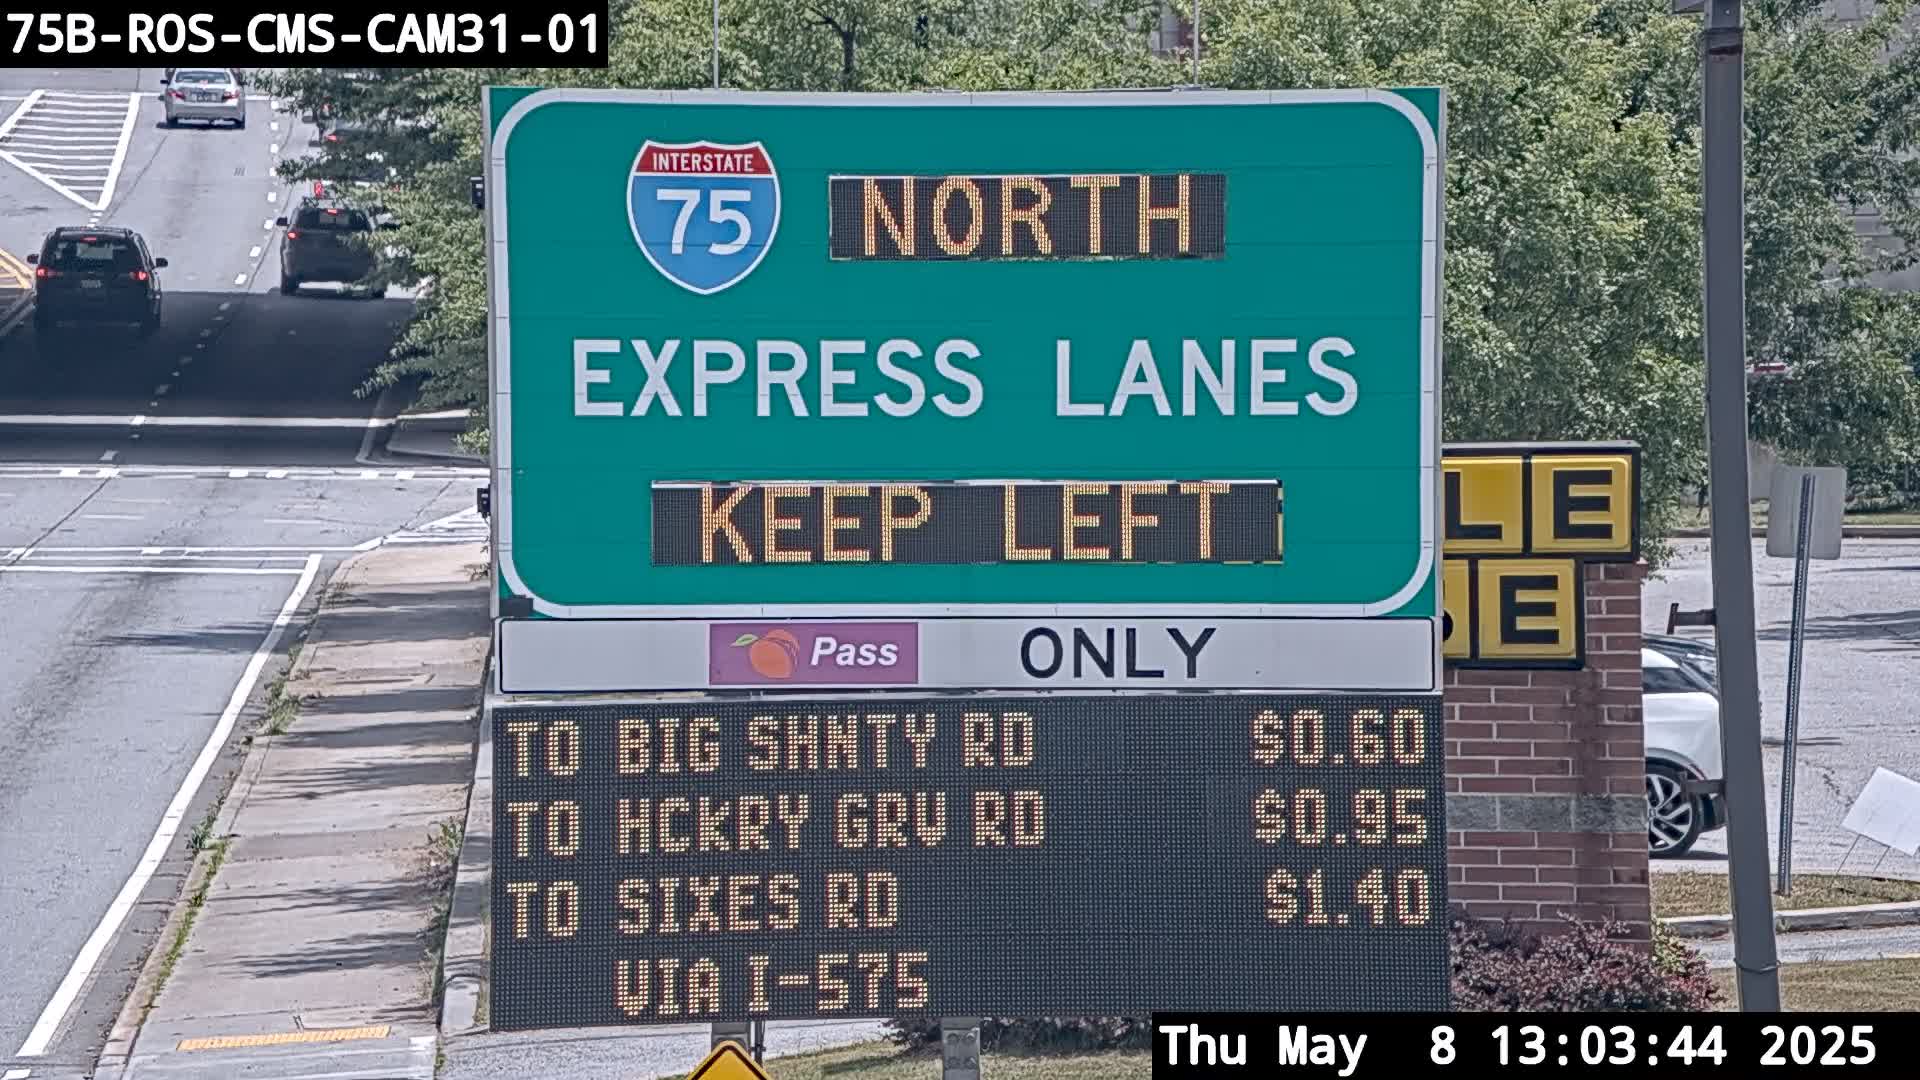 75B-ROS-CMS-CAM31-01
INTERSTATE
75
NORTH
EXPRESS LANES
KEEP LEFT
LE
E
Pass ONLY
TO BIG SHNTY RD $0.60
TO HCKRY GRV RD $0.95
TO SIXES RD $1.40
VIA I-575
Thu May 8 13:03:44 2025